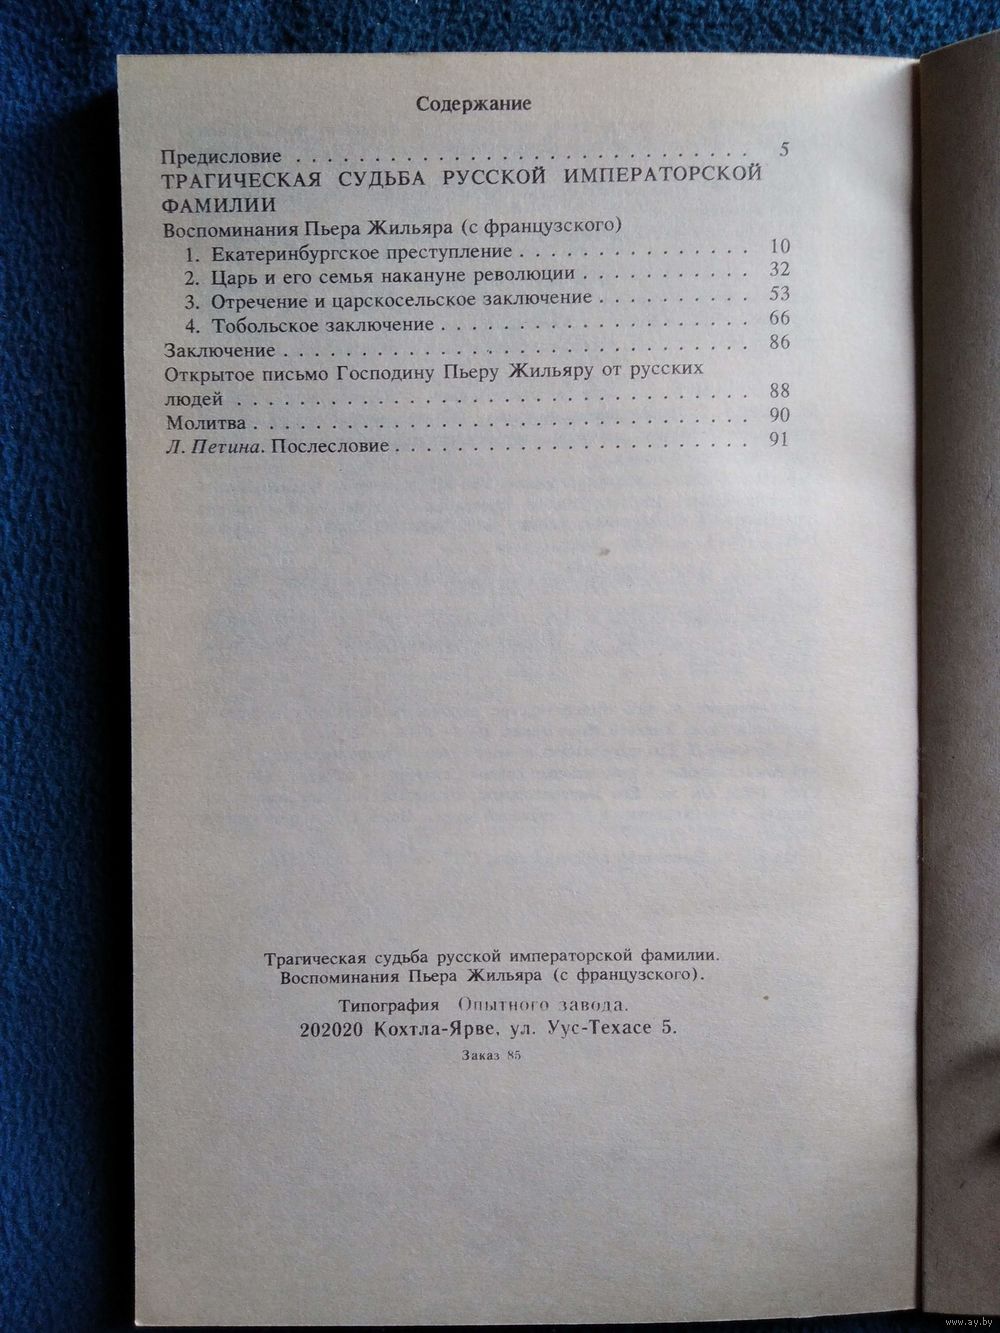 Содержание
Предисловие . . . . . . . . . . . . . . . . . . . . . . . . . . . . . 5
ТРАГИЧЕСКАЯ СУДЬБА РУССКОЙ ИМПЕРАТОРСКОЙ
ФАМИЛИИ
Воспоминания Пьера Жильяра (с французского)
1. Екатеринбургское преступление . . . . . . . . . . . . . . . 10
2. Царь и его семья накануне революции . . . . . . . . . . . 32
3. Отречение и царскосельское заключение . . . . . . . . . . 53
4. Тобольское заключение . . . . . . . . . . . . . . . . . . . . 66
Заключение . . . . . . . . . . . . . . . . . . . . . . . . . . . . . . 86
Открытое письмо Господину Пьеру Жильяру от русских
людей . . . . . . . . . . . . . . . . . . . . . . . . . . . . . . . . . 88
Молитва . . . . . . . . . . . . . . . . . . . . . . . . . . . . . . . . 90
Л. Петина. Послесловие . . . . . . . . . . . . . . . . . . . . . . . 91
Трагическая судьба русской императорской фамилии.
Воспоминания Пьера Жильяра (с французского).
Типография Опытного завода.
202020 Кохтла-Ярве, ул. Уус-Техасе 5.
Заказ 85
www.ay.by